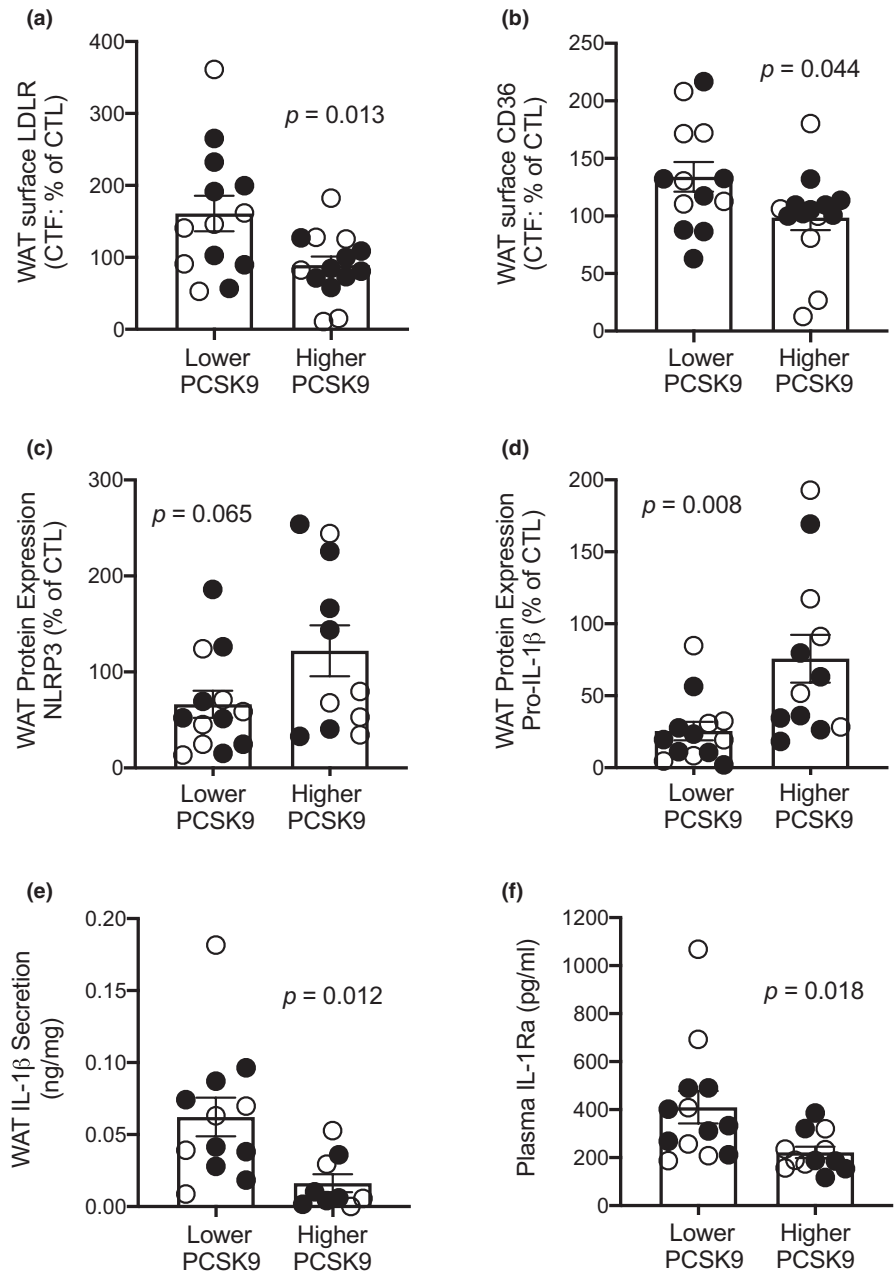 (a)
WAT surface LDLR
(CTF: % of CTL)
400
300
200
100
0
p = 0.013
Lower
PCSK9
Higher
PCSK9
(b)
WAT surface CD36
(CTF: % of CTL)
250
200
150
100
50
0
p = 0.044
Lower
PCSK9
Higher
PCSK9
(c)
WAT Protein Expression
NLRP3 (% of CTL)
300
200
100
0
p = 0.065
Lower
PCSK9
Higher
PCSK9
(d)
WAT Protein Expression
Pro-IL-1β (% of CTL)
200
150
100
50
0
p = 0.008
Lower
PCSK9
Higher
PCSK9
(e)
WAT IL-1β Secretion
(ng/mg)
0.20
0.15
0.10
0.05
0.00
p = 0.012
Lower
PCSK9
Higher
PCSK9
(f)
Plasma IL-1Ra (pg/ml)
1200
1000
800
600
400
200
0
p = 0.018
Lower
PCSK9
Higher
PCSK9